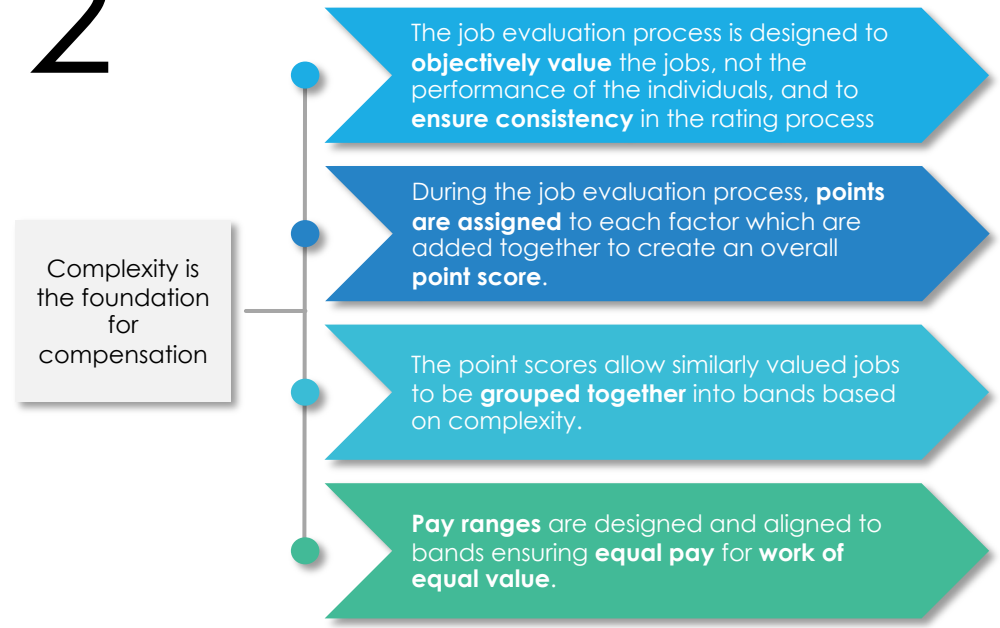 2
The job evaluation process is designed to
objectively value the jobs, not the
performance of the individuals, and to
ensure consistency in the rating process
During the job evaluation process, points
are assigned to each factor which are
added together to create an overall
point score.
Complexity is
the foundation
for
compensation
The point scores allow similarly valued jobs
to be grouped together into bands based
on complexity.
Pay ranges are designed and aligned to
bands ensuring equal pay for work of
equal value.